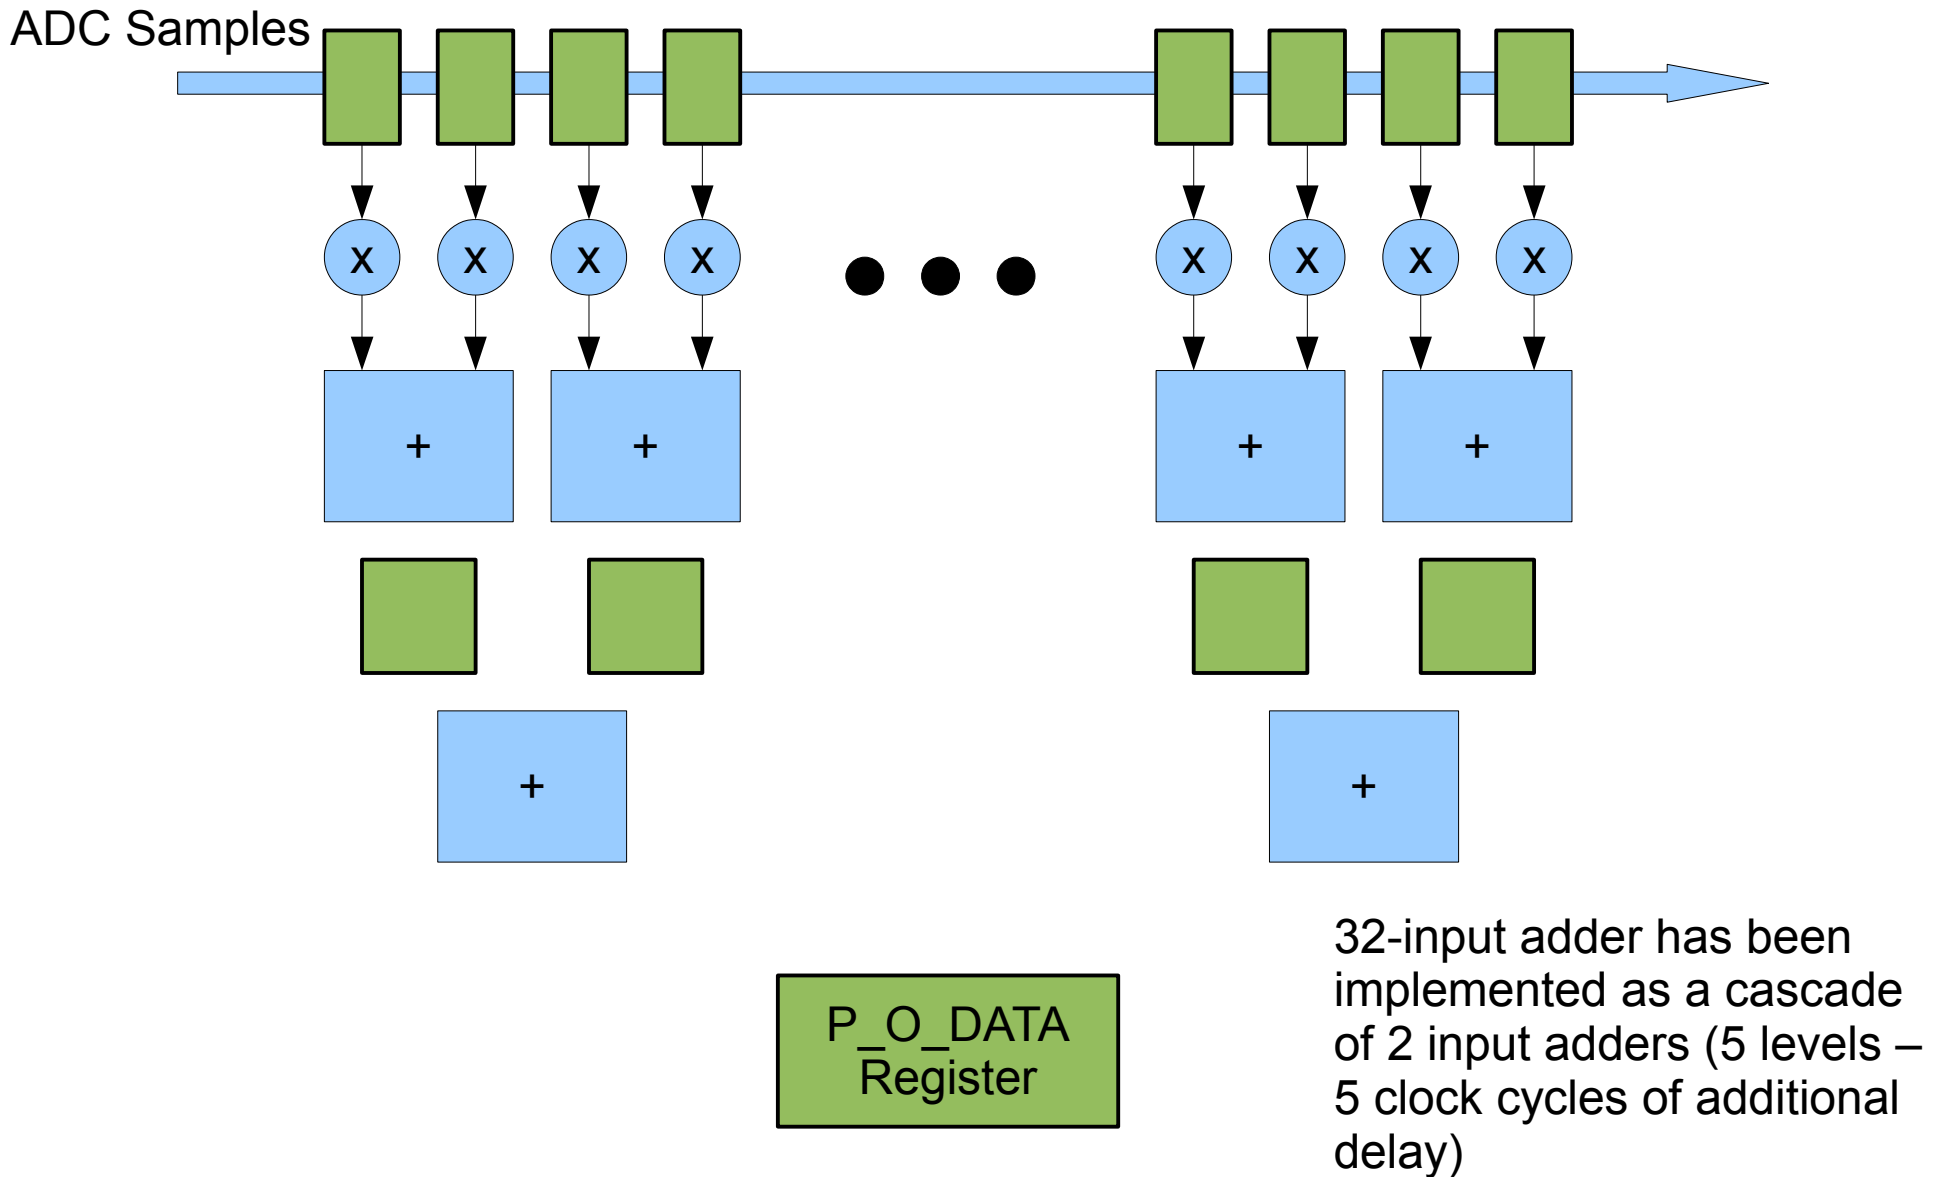 ADC Samples
x x x x x x x x
+ + + +
+ +
P_O_DATA
Register
32-input adder has been
implemented as a cascade
of 2 input adders (5 levels –
5 clock cycles of additional
delay)